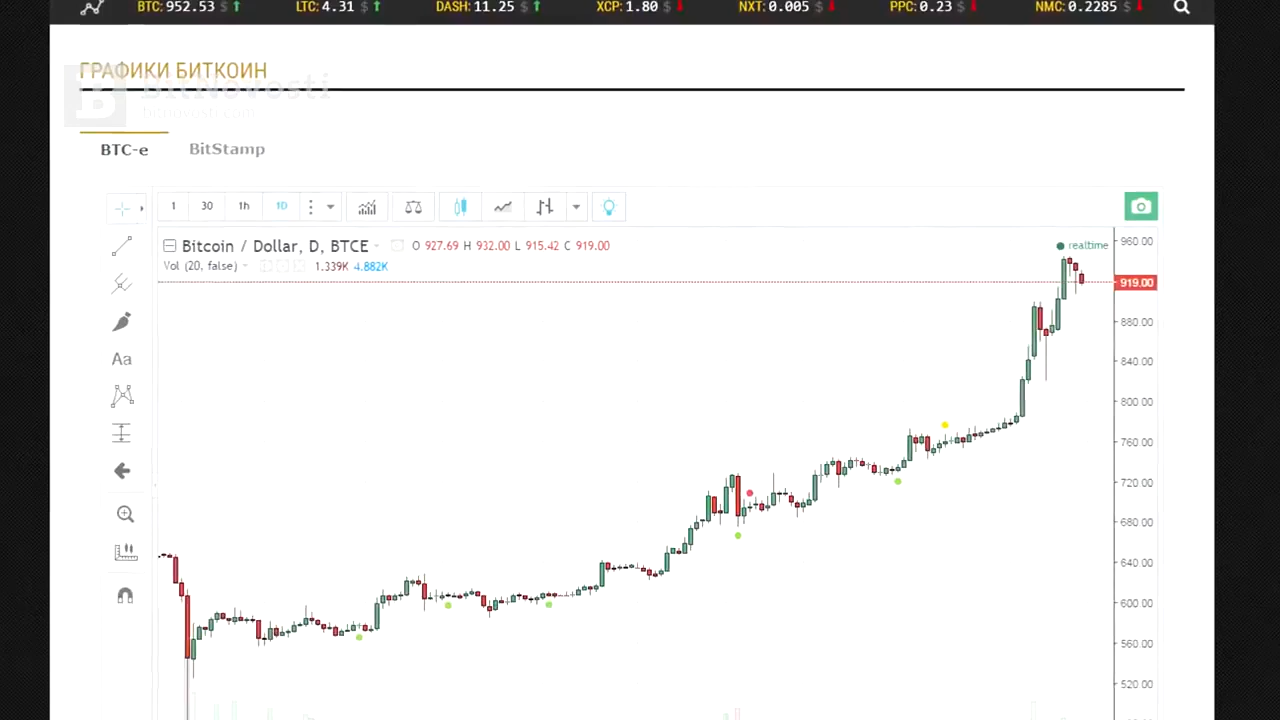 BTC: 952.53 $ LTC: 4.31 $ DASH: 11.25 $ XCP: 1.80 $ NXT: 0.005 $ PPC: 0.23 $ NMC: 0.2285 $
ГРАФИКИ БИТКОИН
BitNovosti
bitnovosti.com
BTC-e BitStamp
1 30 1h 1D
Bitcoin / Dollar, D, BTCE O 927.69 H 932.00 L 915.42 C 919.00
realtime
Vol (20, false) 1.339K 4.882K
Aa
960.00
919.00
880.00
840.00
800.00
760.00
720.00
680.00
640.00
600.00
560.00
520.00